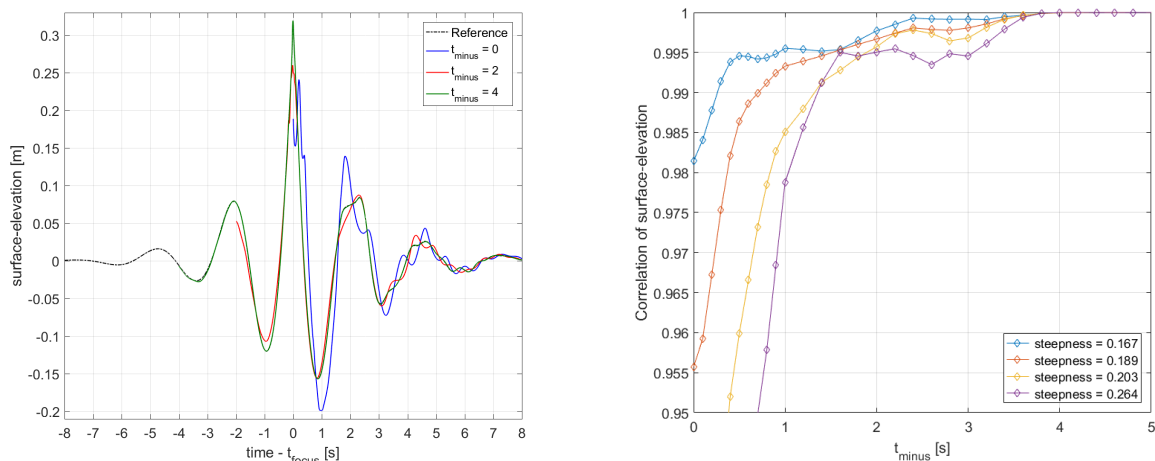 0.3
0.25
0.2
0.15
0.1
0.05
0
-0.05
-0.1
-0.15
-0.2
surface-elevation [m]
-8 -7 -6 -5 -4 -3 -2 -1 0 1 2 3 4 5 6 7 8
time - t_focus [s]
Reference
t_minus = 0
t_minus = 2
t_minus = 4
1
0.995
0.99
0.985
0.98
0.975
0.97
0.965
0.96
0.955
0.95
Correlation of surface-elevation
0 1 2 3 4 5
t_minus [s]
steepness = 0.167
steepness = 0.189
steepness = 0.203
steepness = 0.264